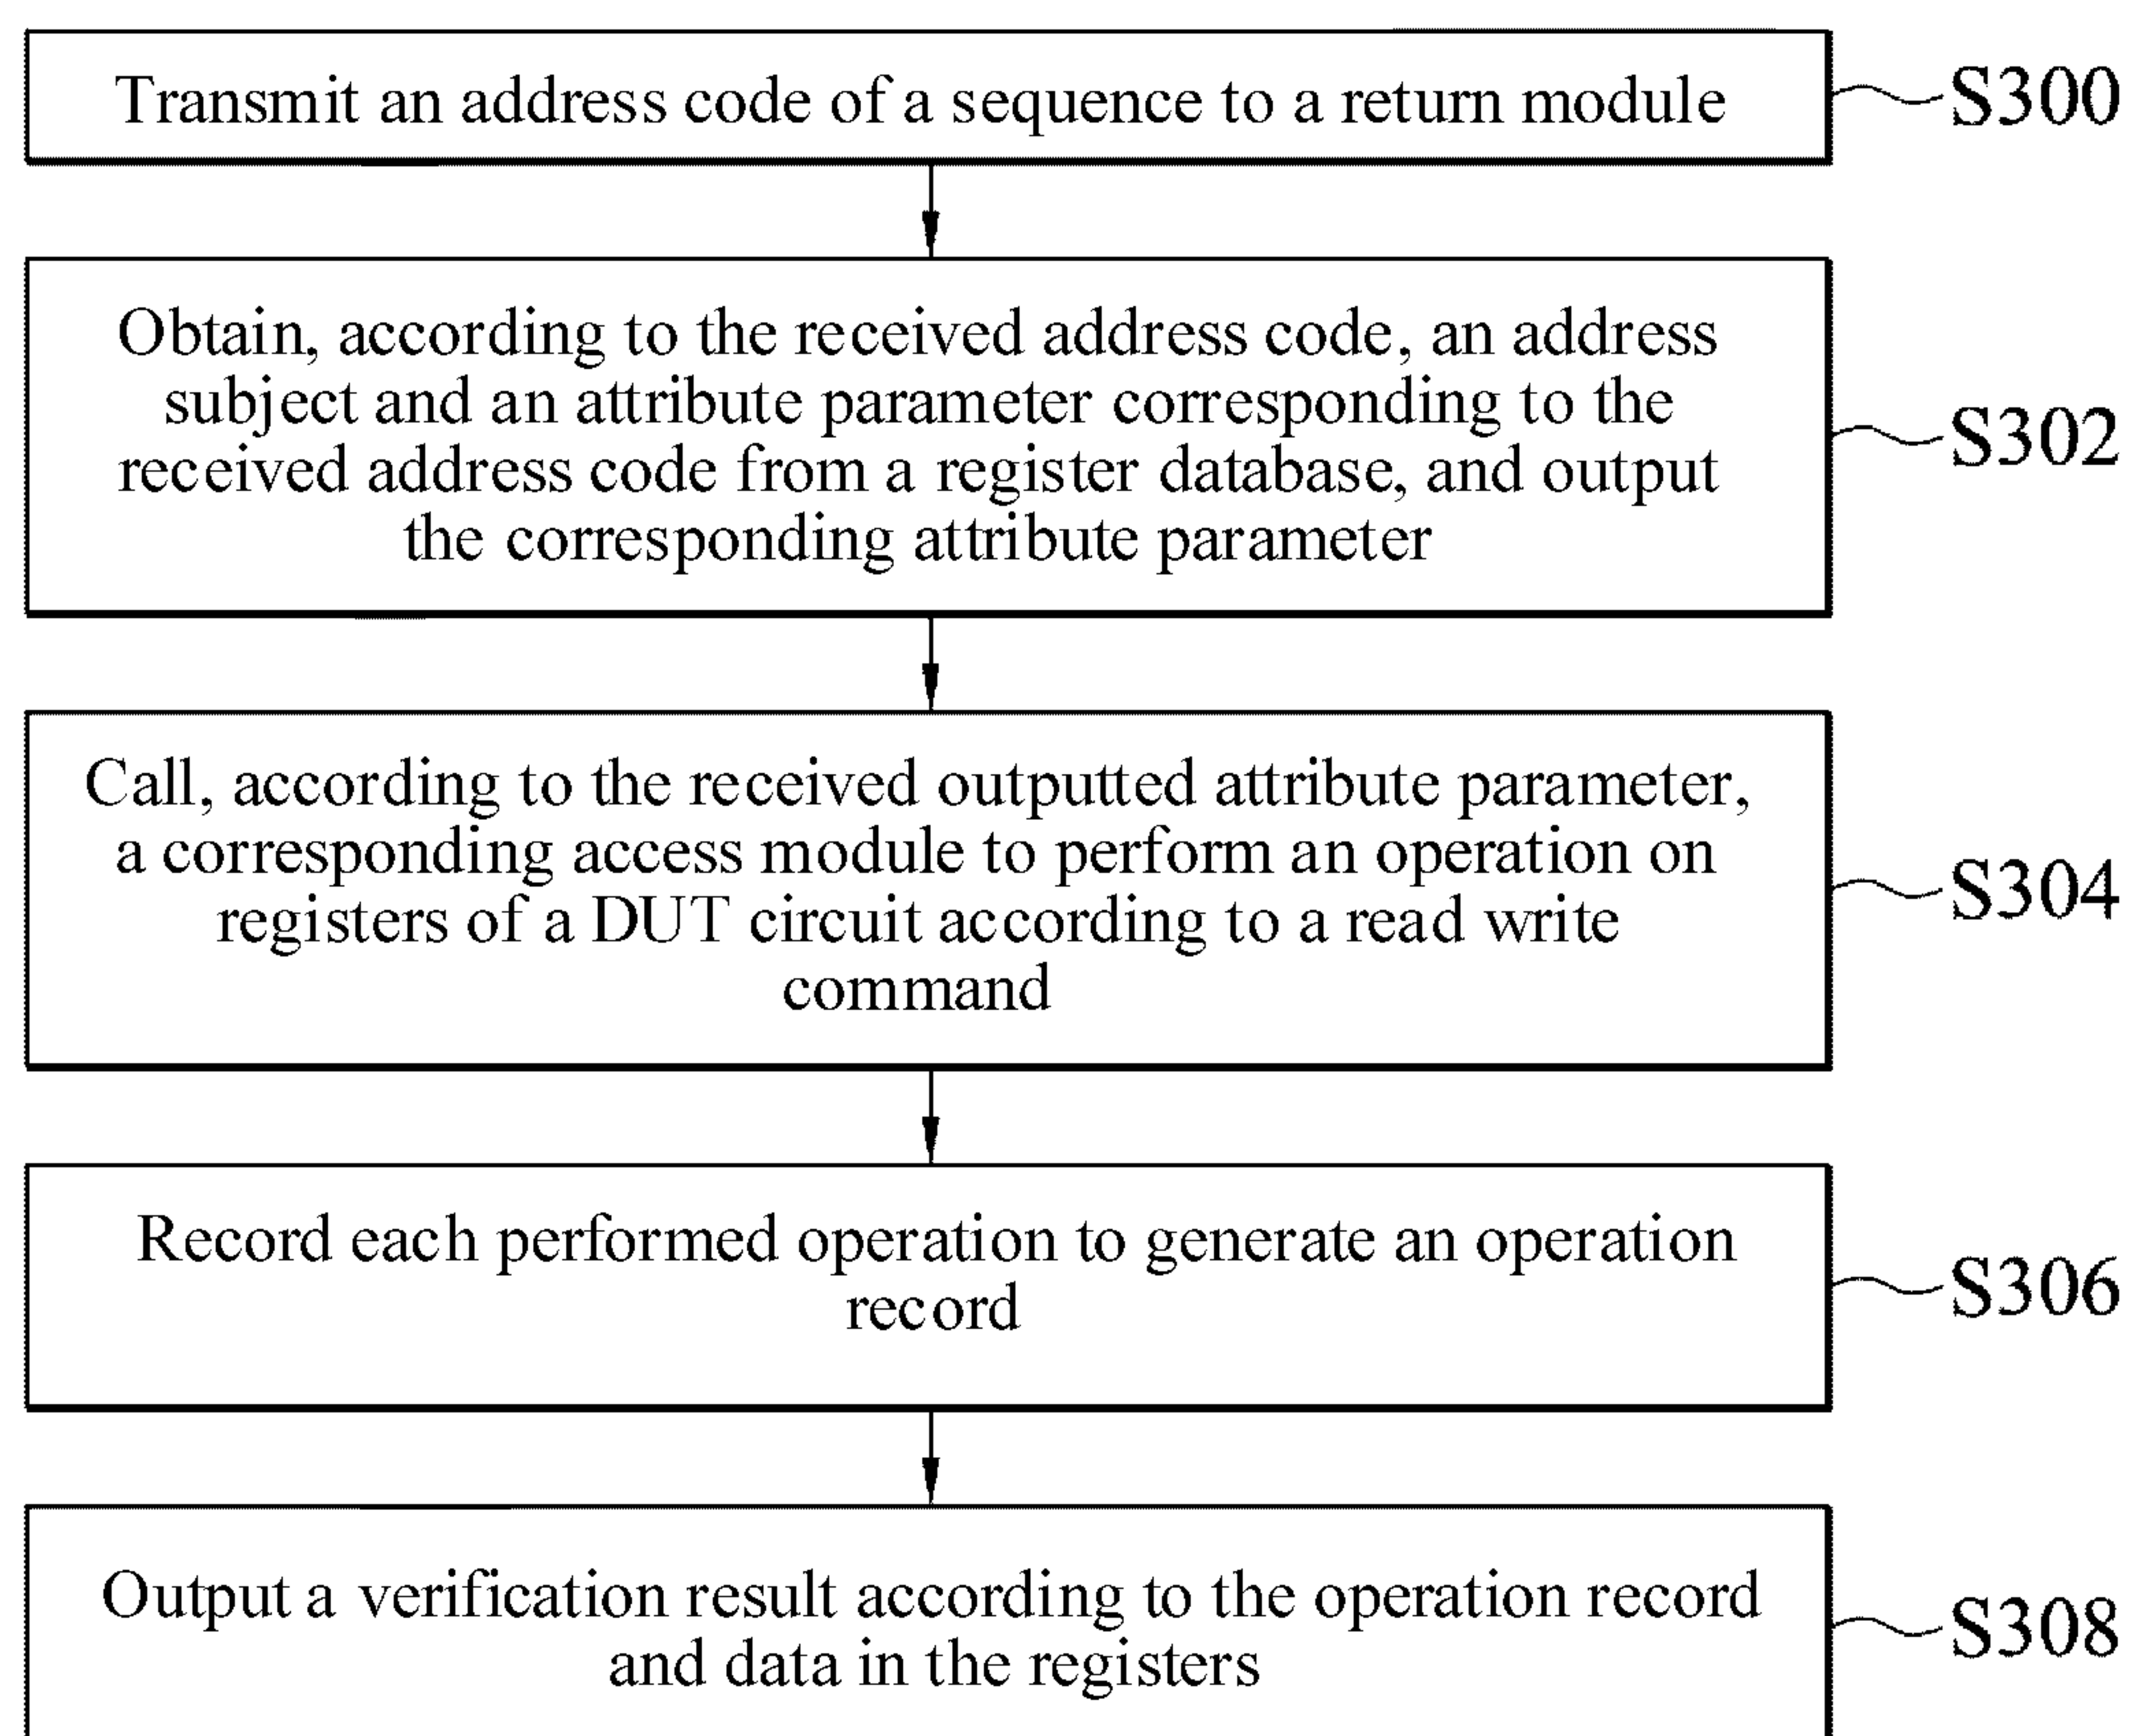 Transmit an address code of a sequence to a return module
S300
Obtain, according to the received address code, an address
subject and an attribute parameter corresponding to the
received address code from a register database, and output
the corresponding attribute parameter
S302
Call, according to the received outputted attribute parameter,
a corresponding access module to perform an operation on
registers of a DUT circuit according to a read write
command
S304
Record each performed operation to generate an operation
record
S306
Output a verification result according to the operation record
and data in the registers
S308